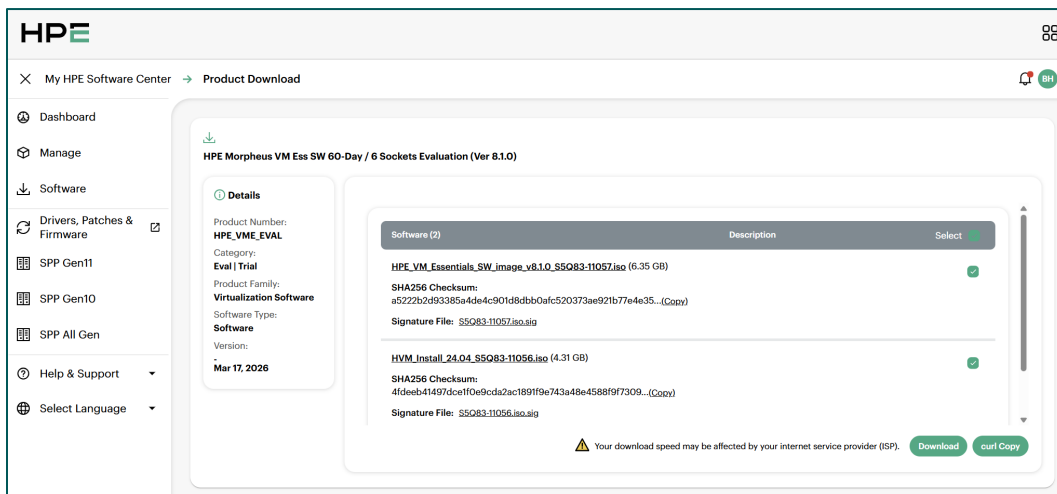 HPE
My HPE Software Center → Product Download
BH
Dashboard
Manage
Software
Drivers, Patches &
Firmware
SPP Gen11
SPP Gen10
SPP All Gen
Help & Support
Select Language
HPE Morpheus VM Ess SW 60-Day / 6 Sockets Evaluation (Ver 8.1.0)
Details
Product Number:
HPE_VME_EVAL
Category:
Eval | Trial
Product Family:
Virtualization Software
Software Type:
Software
Version:
-
Mar 17, 2026
Software (2) Description Select
HPE_VM_Essentials_SW_image_v8.1.0_S5Q83-11057.iso (6.35 GB)
SHA256 Checksum:
a5222b2d93385a4de4c901d8dbb0afc520373ae921b77e4e35...(Copy)
Signature File: S5Q83-11057.iso.sig
HVM_Install_24.04_S5Q83-11056.iso (4.31 GB)
SHA256 Checksum:
4fdeeb41497dce1f0e9cda2ac1891f9e743a48e4588f9f7309...(Copy)
Signature File: S5Q83-11056.iso.sig
Your download speed may be affected by your internet service provider (ISP). Download curl Copy